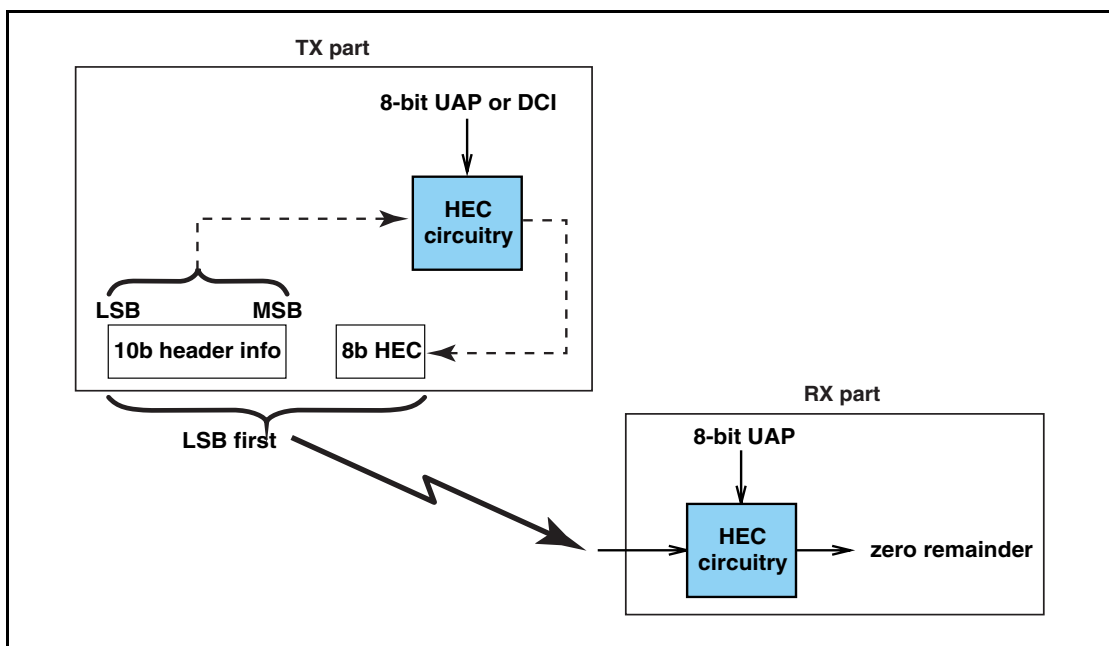 TX part
8-bit UAP or DCI
HEC
circuitry
LSB
MSB
10b header info
8b HEC
LSB first
RX part
8-bit UAP
HEC
circuitry
zero remainder